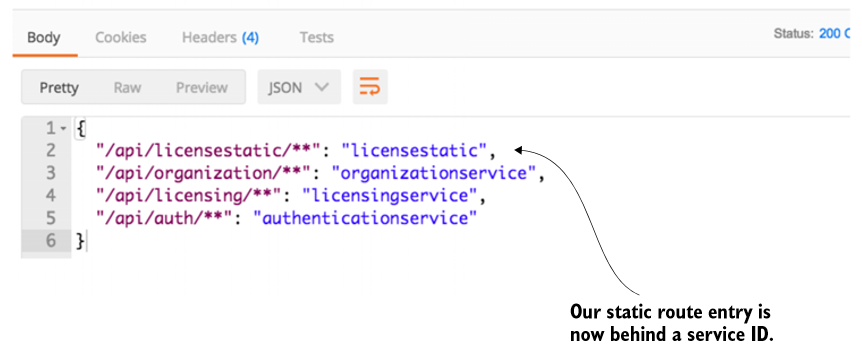 Body Cookies Headers (4) Tests Status: 200
Pretty Raw Preview JSON
1 {
2 "/api/licensestatic/**": "licensestatic",
3 "/api/organization/**": "organizationservice",
4 "/api/licensing/**": "licensingservice",
5 "/api/auth/**": "authenticationservice"
6 }
Our static route entry is
now behind a service ID.